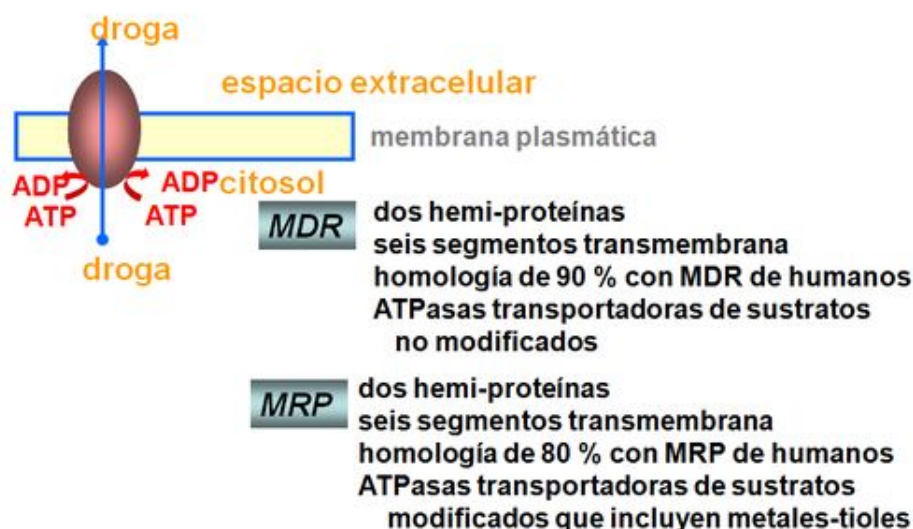 droga
espacio extracelular
membrana plasmática
ADP ADP citosol
ATP ATP
droga
MDR
dos hemi-proteínas
seis segmentos transmembrana
homología de 90 % con MDR de humanos
ATPasas transportadoras de sustratos
no modificados
MRP
dos hemi-proteínas
seis segmentos transmembrana
homología de 80 % con MRP de humanos
ATPasas transportadoras de sustratos
modificados que incluyen metales-tioles